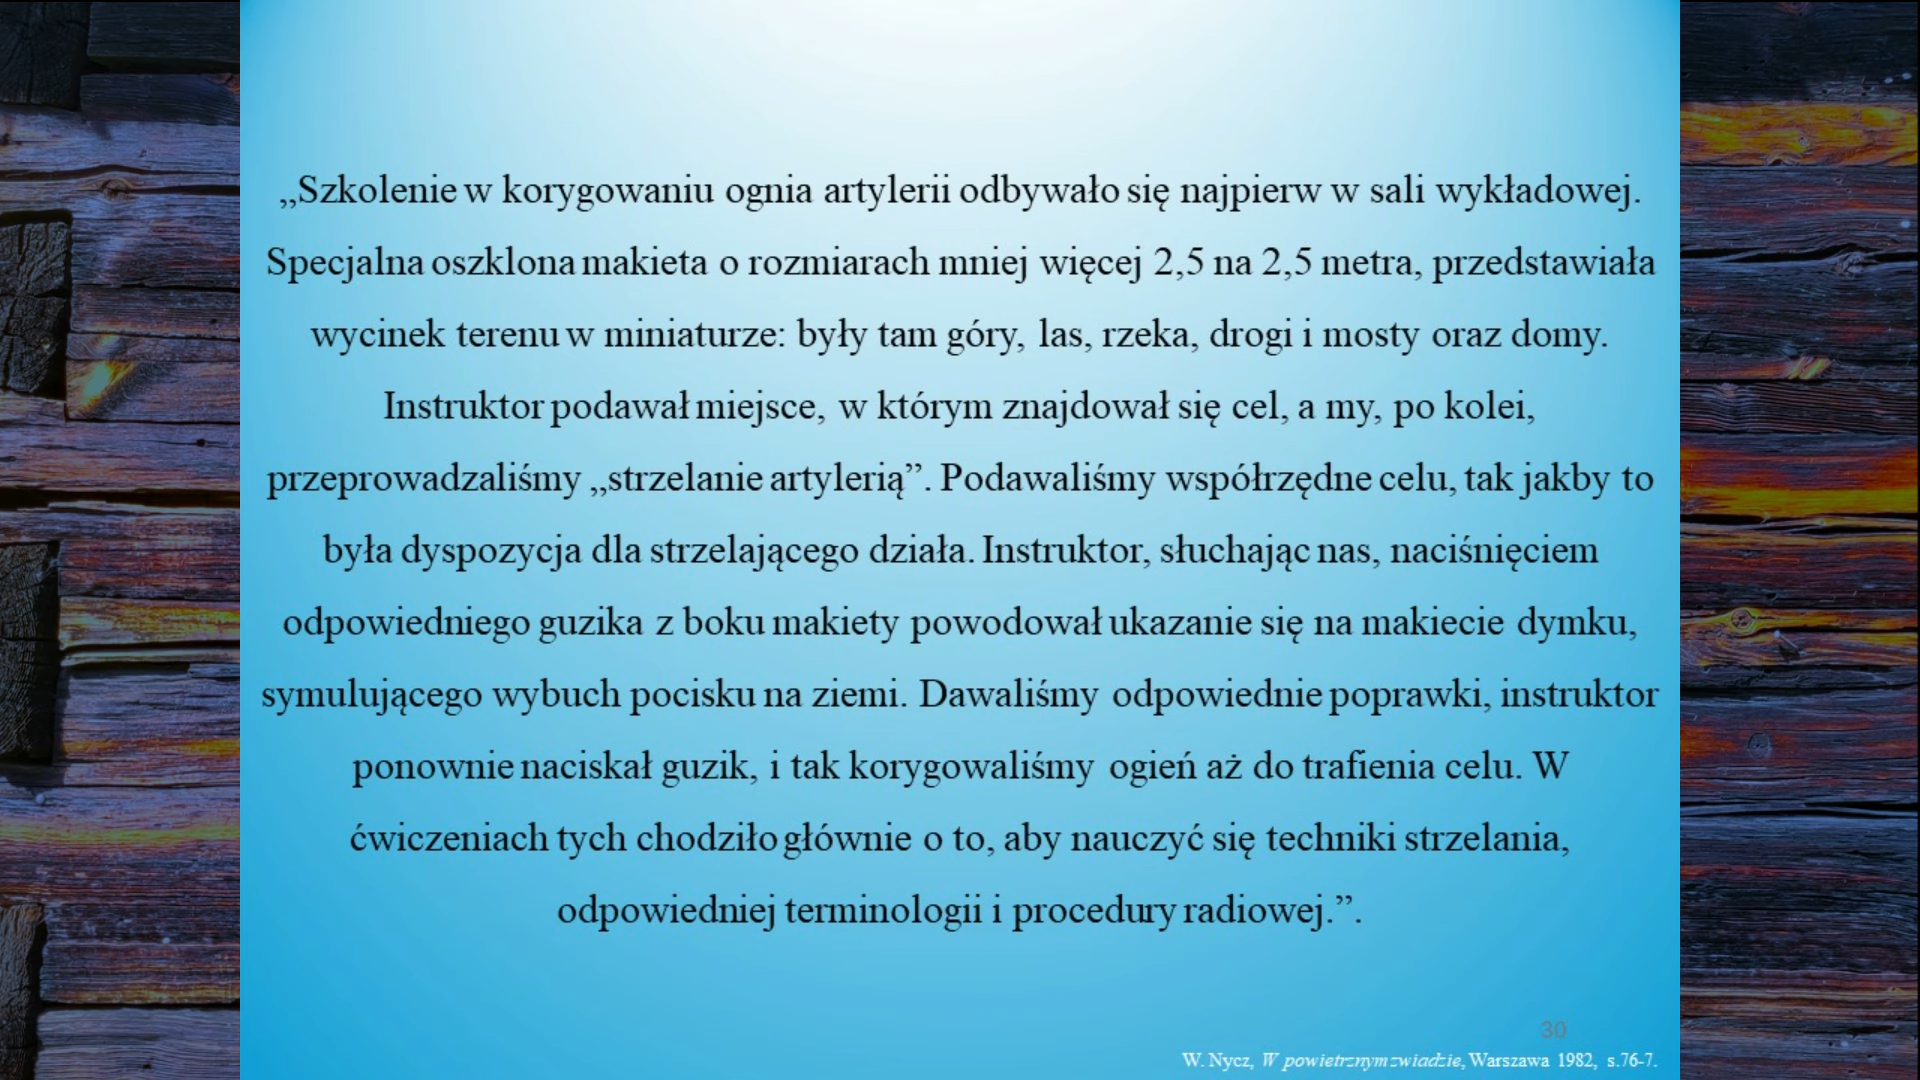 „Szkolenie w korygowaniu ognia artylerii odbywało się najpierw w sali wykładowej.
Specjalna oszklona makieta o rozmiarach mniej więcej 2,5 na 2,5 metra, przedstawiała
wycinek terenu w miniaturze: były tam góry, las, rzeka, drogi i mosty oraz domy.
Instruktor podawał miejsce, w którym znajdował się cel, a my, po kolei,
przeprowadzaliśmy „strzelanie artylerią”. Podawaliśmy współrzędne celu, tak jakby to
była dyspozycja dla strzelającego działa. Instruktor, słuchając nas, naciśnięciem
odpowiedniego guzika z boku makiety powodował ukazanie się na makiecie dymku,
symulującego wybuch pocisku na ziemi. Dawaliśmy odpowiednie poprawki, instruktor
ponownie naciskał guzik, i tak korygowaliśmy ogień aż do trafienia celu. W
ćwiczeniach tych chodziło głównie o to, aby nauczyć się techniki strzelania,
odpowiedniej terminologii i procedury radiowej.”.
30
W. Nycz, W powietrznym zwiadzie, Warszawa 1982, s.76-7.